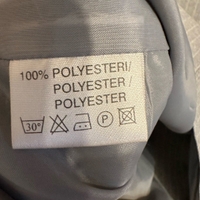 100% POLYESTERI/
POLYESTER /
POLYESTER
30° P